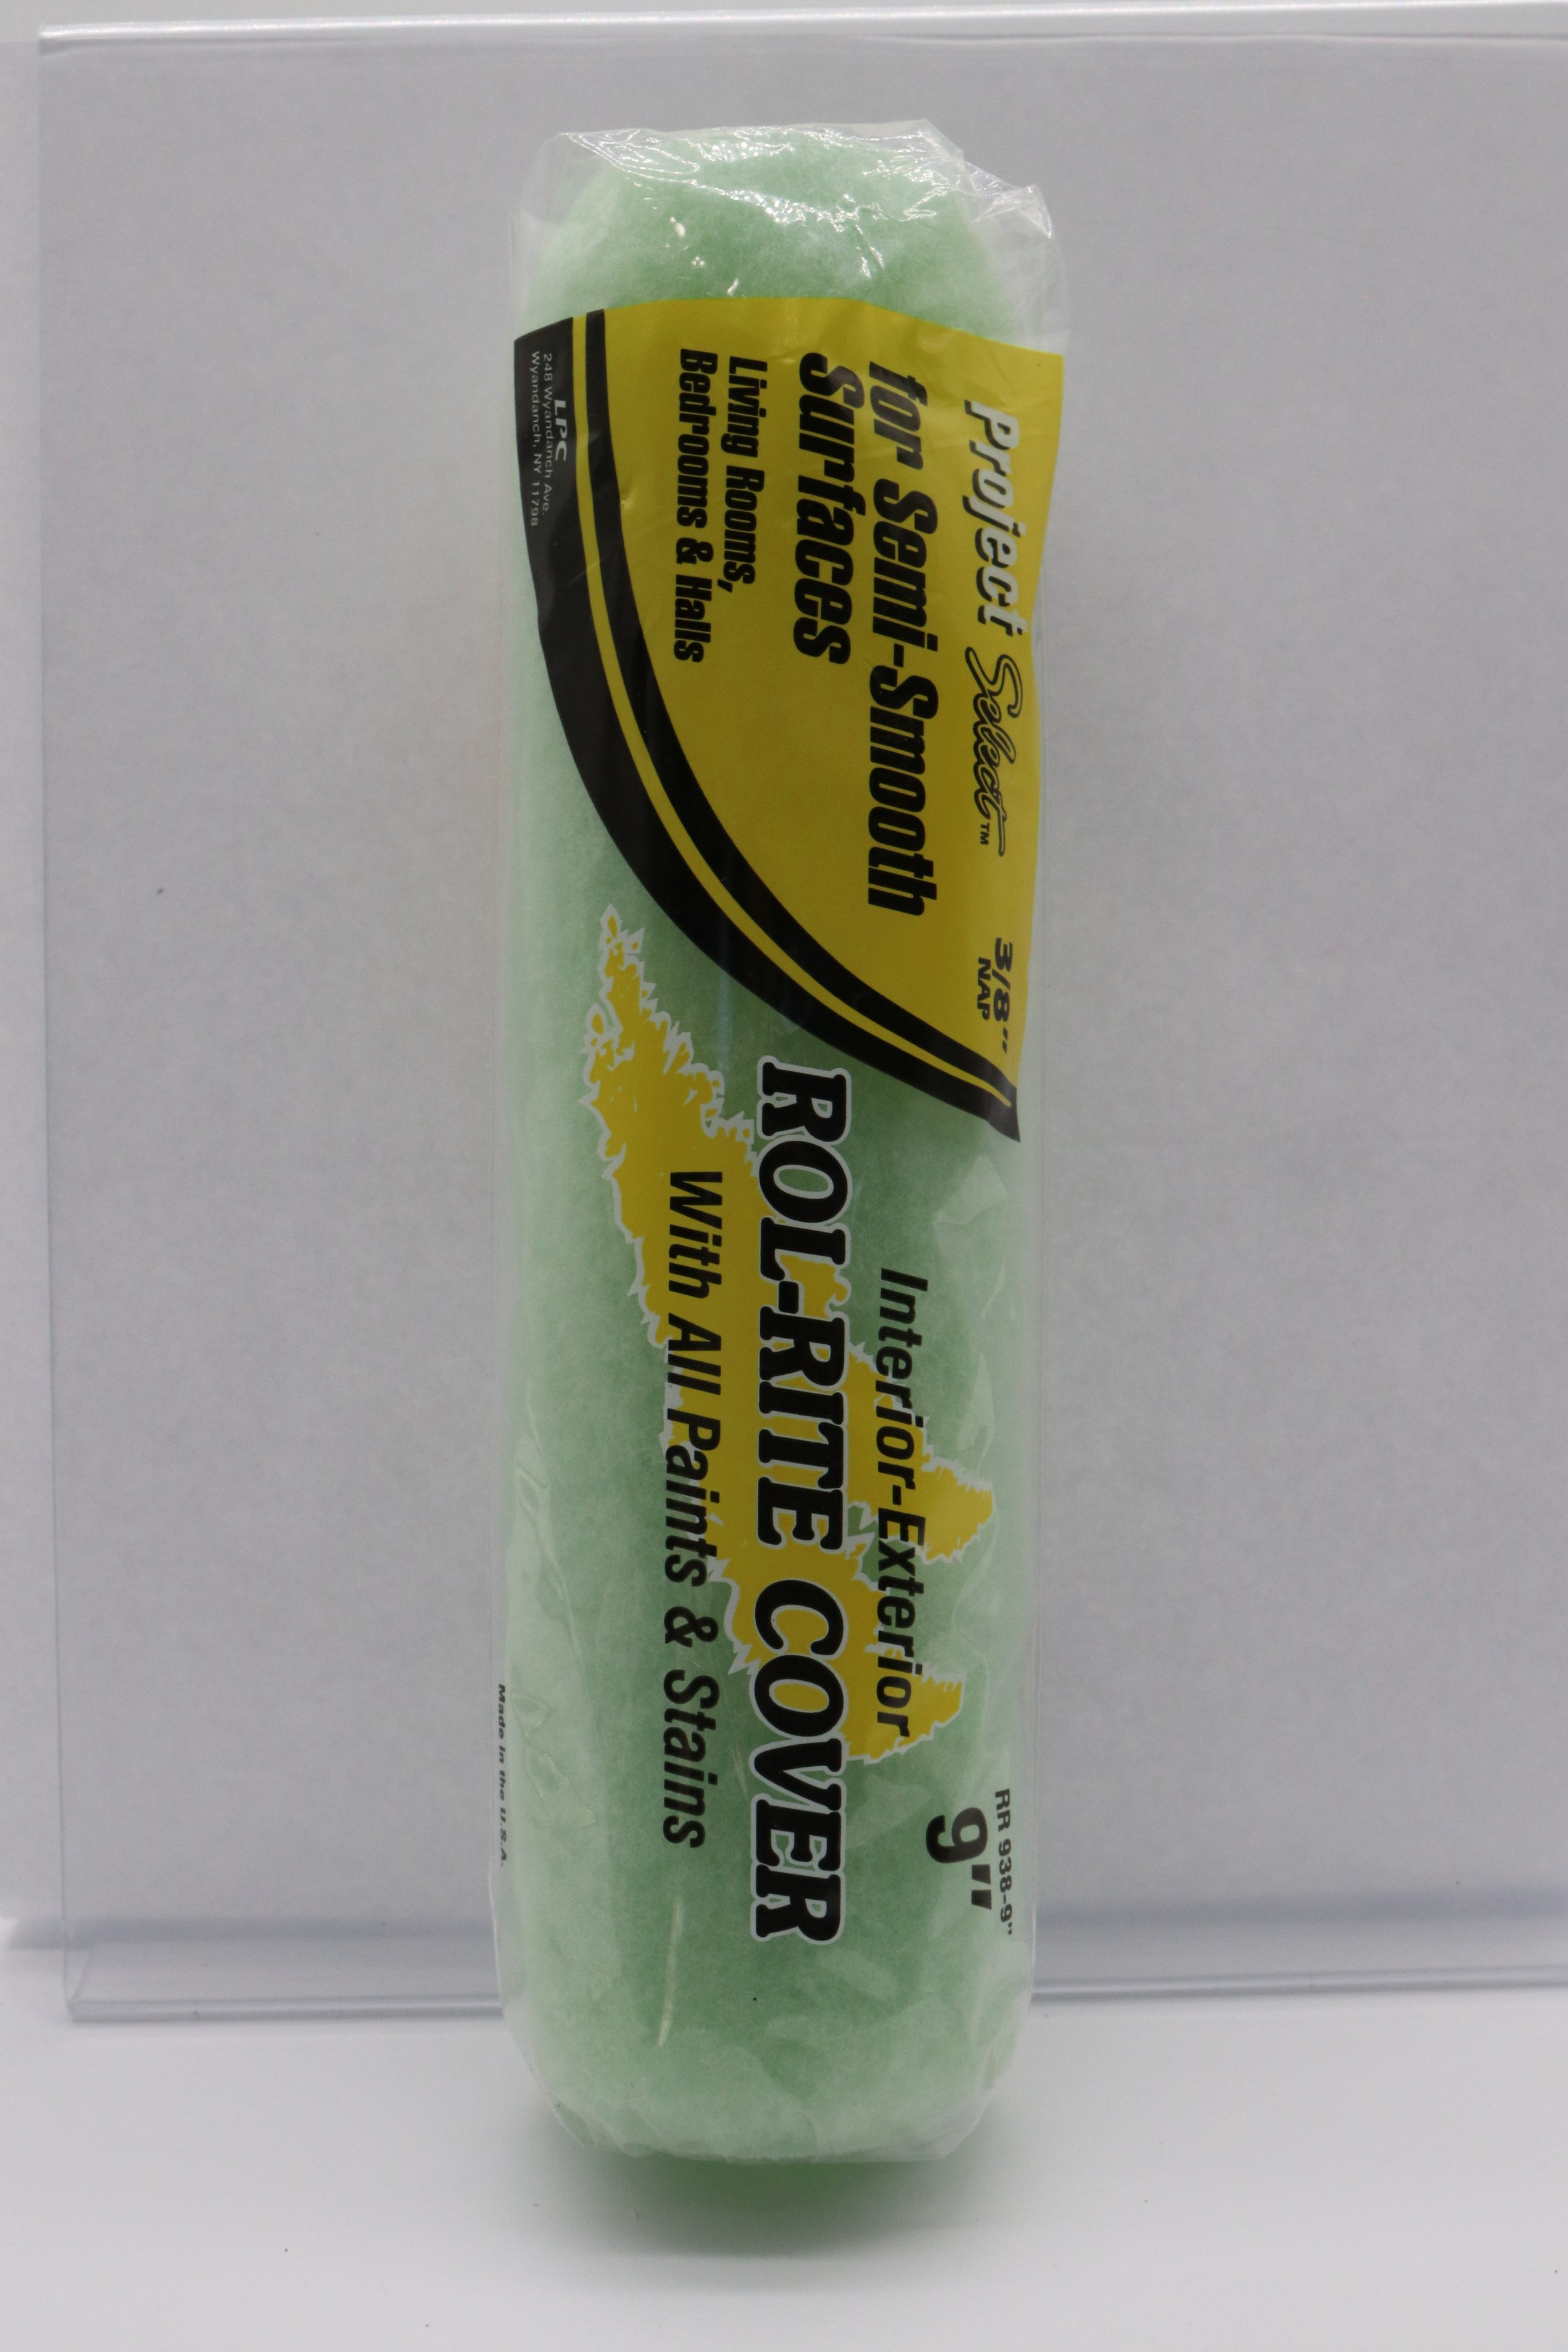 Project Select™
3/8" NAP
for Semi-Smooth
Surfaces
Living Rooms,
Bedrooms & Halls
LPC
248 Wyandanch Ave.
Wyandanch, NY 11798
RR 938-9"
9"
Interior-Exterior
ROL-RITE COVER
With All Paints & Stains
Made in the U.S.A.